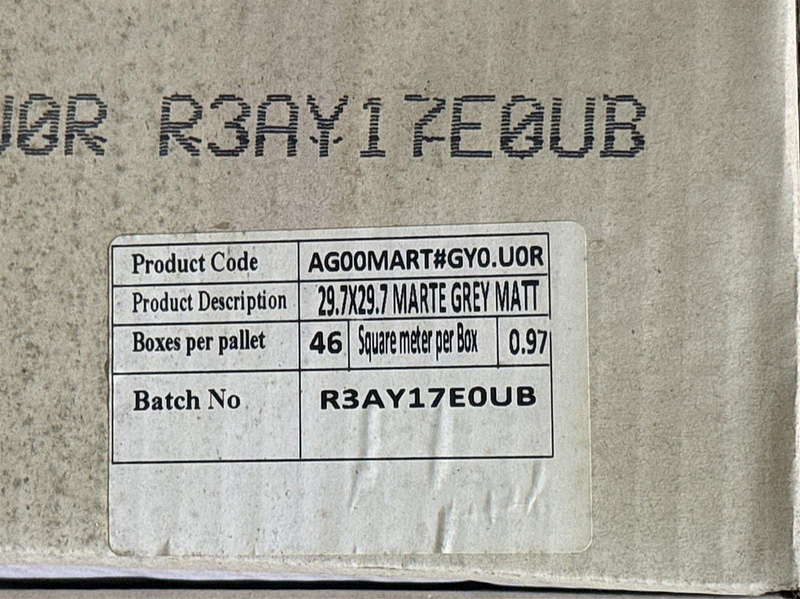 U0R R3AY17E0UB
Product Code AG00MART#GY0.U0R
Product Description 29.7X29.7 MARTE GREY MATT
Boxes per pallet 46 Square meter per Box 0.97
Batch No R3AY17E0UB